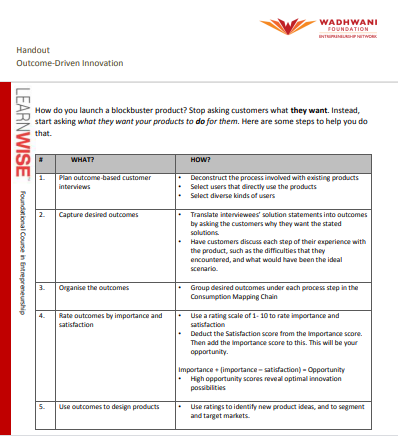 WADHWANI
FOUNDATION
ENTREPRENEURSHIP NETWORK
Handout
Outcome-Driven Innovation
LEARNWISE
Foundational Course in Entrepreneurship
How do you launch a blockbuster product? Stop asking customers what they want. Instead,
start asking what they want your products to do for them. Here are some steps to help you do
that.
# WHAT? HOW?
1. Plan outcome-based customer
interviews
• Deconstruct the process involved with existing products
• Select users that directly use the products
• Select diverse kinds of users
2. Capture desired outcomes
• Translate interviewees' solution statements into outcomes
by asking the customers why they want the stated
solutions.
• Have customers discuss each step of their experience with
the product, such as the difficulties that they
encountered, and what would have been the ideal
scenario.
3. Organise the outcomes
• Group desired outcomes under each process step in the
Consumption Mapping Chain
4. Rate outcomes by importance and
satisfaction
• Use a rating scale of 1- 10 to rate importance and
satisfaction
• Deduct the Satisfaction score from the Importance score.
Then add the Importance score to this. This will be your
opportunity.
Importance + (importance – satisfaction) = Opportunity
• High opportunity scores reveal optimal innovation
possibilities
5. Use outcomes to design products
• Use ratings to identify new product ideas, and to segment
and target markets.